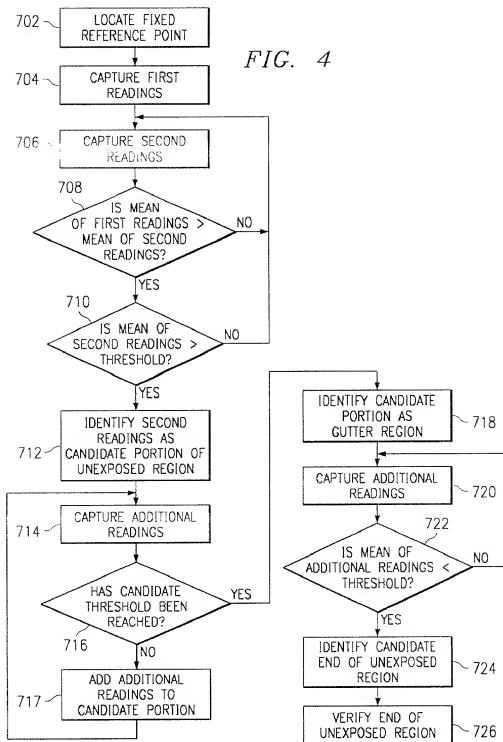 702
LOCATE FIXED
REFERENCE POINT
FIG. 4
704
CAPTURE FIRST
READINGS
706
CAPTURE SECOND
READINGS
708
IS MEAN
OF FIRST READINGS >
MEAN OF SECOND
READINGS?
NO
YES
710
IS MEAN OF
SECOND READINGS >
THRESHOLD?
NO
YES
712
IDENTIFY SECOND
READINGS AS
CANDIDATE PORTION OF
UNEXPOSED REGION
714
CAPTURE ADDITIONAL
READINGS
HAS CANDIDATE
THRESHOLD BEEN
REACHED?
YES
716
NO
717
ADD ADDITIONAL
READINGS TO
CANDIDATE PORTION
IDENTIFY CANDIDATE
PORTION AS
GUTTER REGION
718
CAPTURE ADDITIONAL
READINGS
720
722
IS MEAN OF
ADDITIONAL READINGS <
THRESHOLD?
NO
YES
IDENTIFY CANDIDATE
END OF UNEXPOSED
REGION
724
VERIFY END OF
UNEXPOSED REGION
726